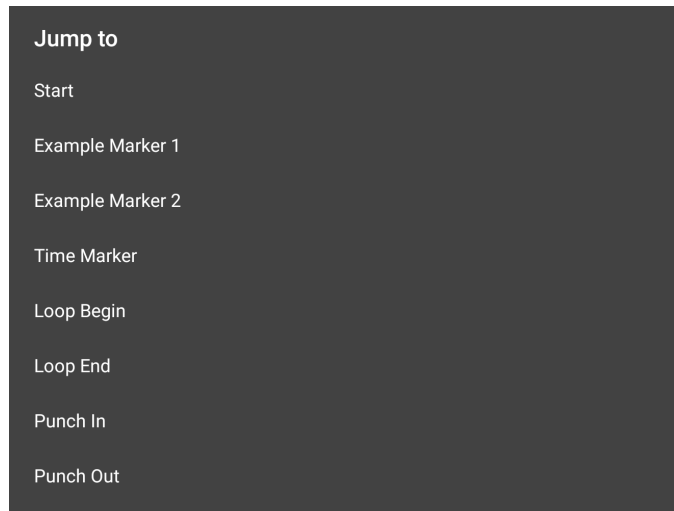 Jump to
Start
Example Marker 1
Example Marker 2
Time Marker
Loop Begin
Loop End
Punch In
Punch Out